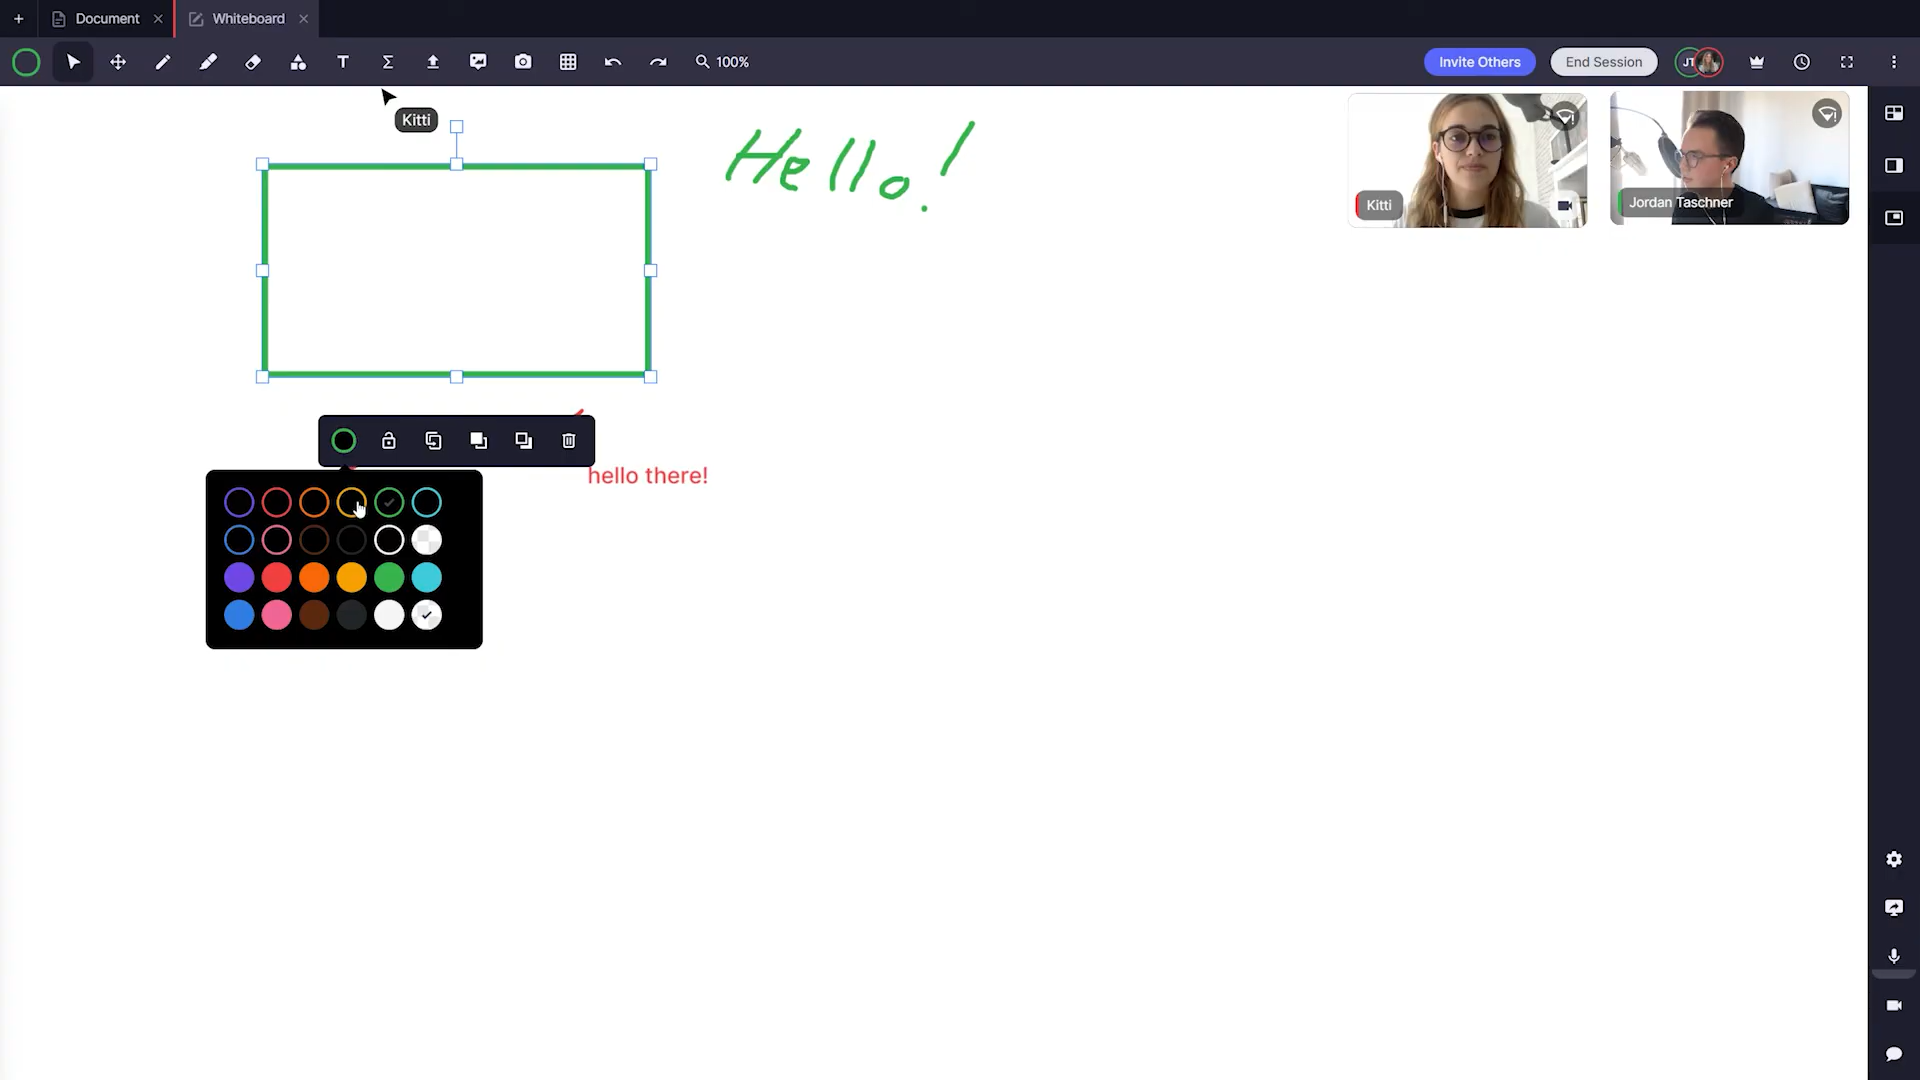 Document
Whiteboard
T
Σ
100%
Invite Others
End Session
JT
Kitti
Hello!
Kitti
Jordan Taschner
hello there!